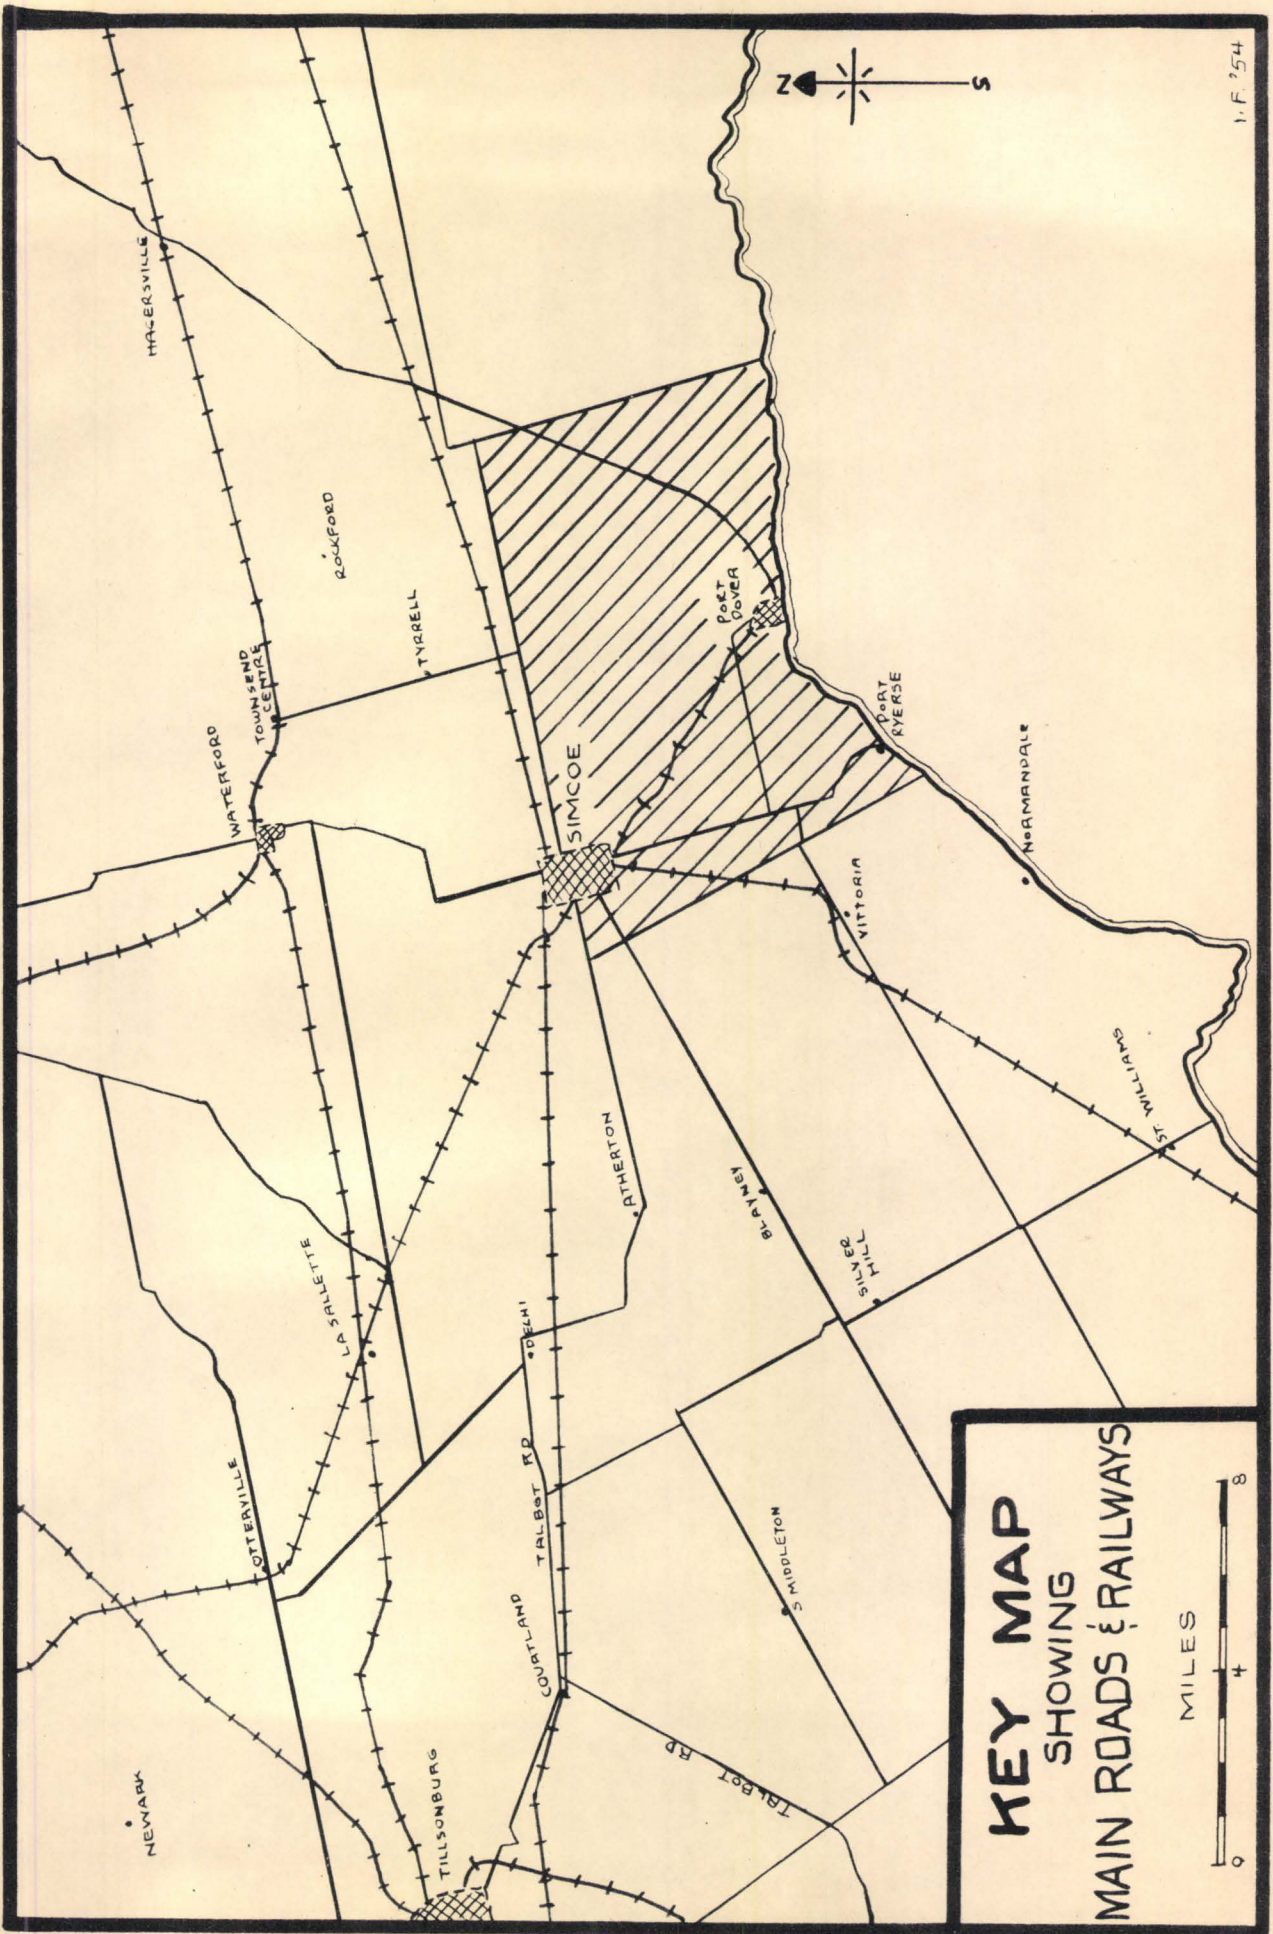 N
S
I.F. '54
HAGERSVILLE
ROCKFORD
TYRRELL
TOWNSEND
CENTRE
WATERFORD
PORT
DOVER
PORT
RYERSE
SIMCOE
NORMANDALE
VITTORIA
ST. WILLIAMS
ATHERTON
BLAYNEY
SILVER
HILL
LA SALLETTE
DELHI
OTTERVILLE
TALBOT RD
S MIDDLETON
COURTLAND
TALBOT RD
TILLSONBURG
NEWARK
KEY MAP
SHOWING
MAIN ROADS & RAILWAYS
MILES
0 4 8